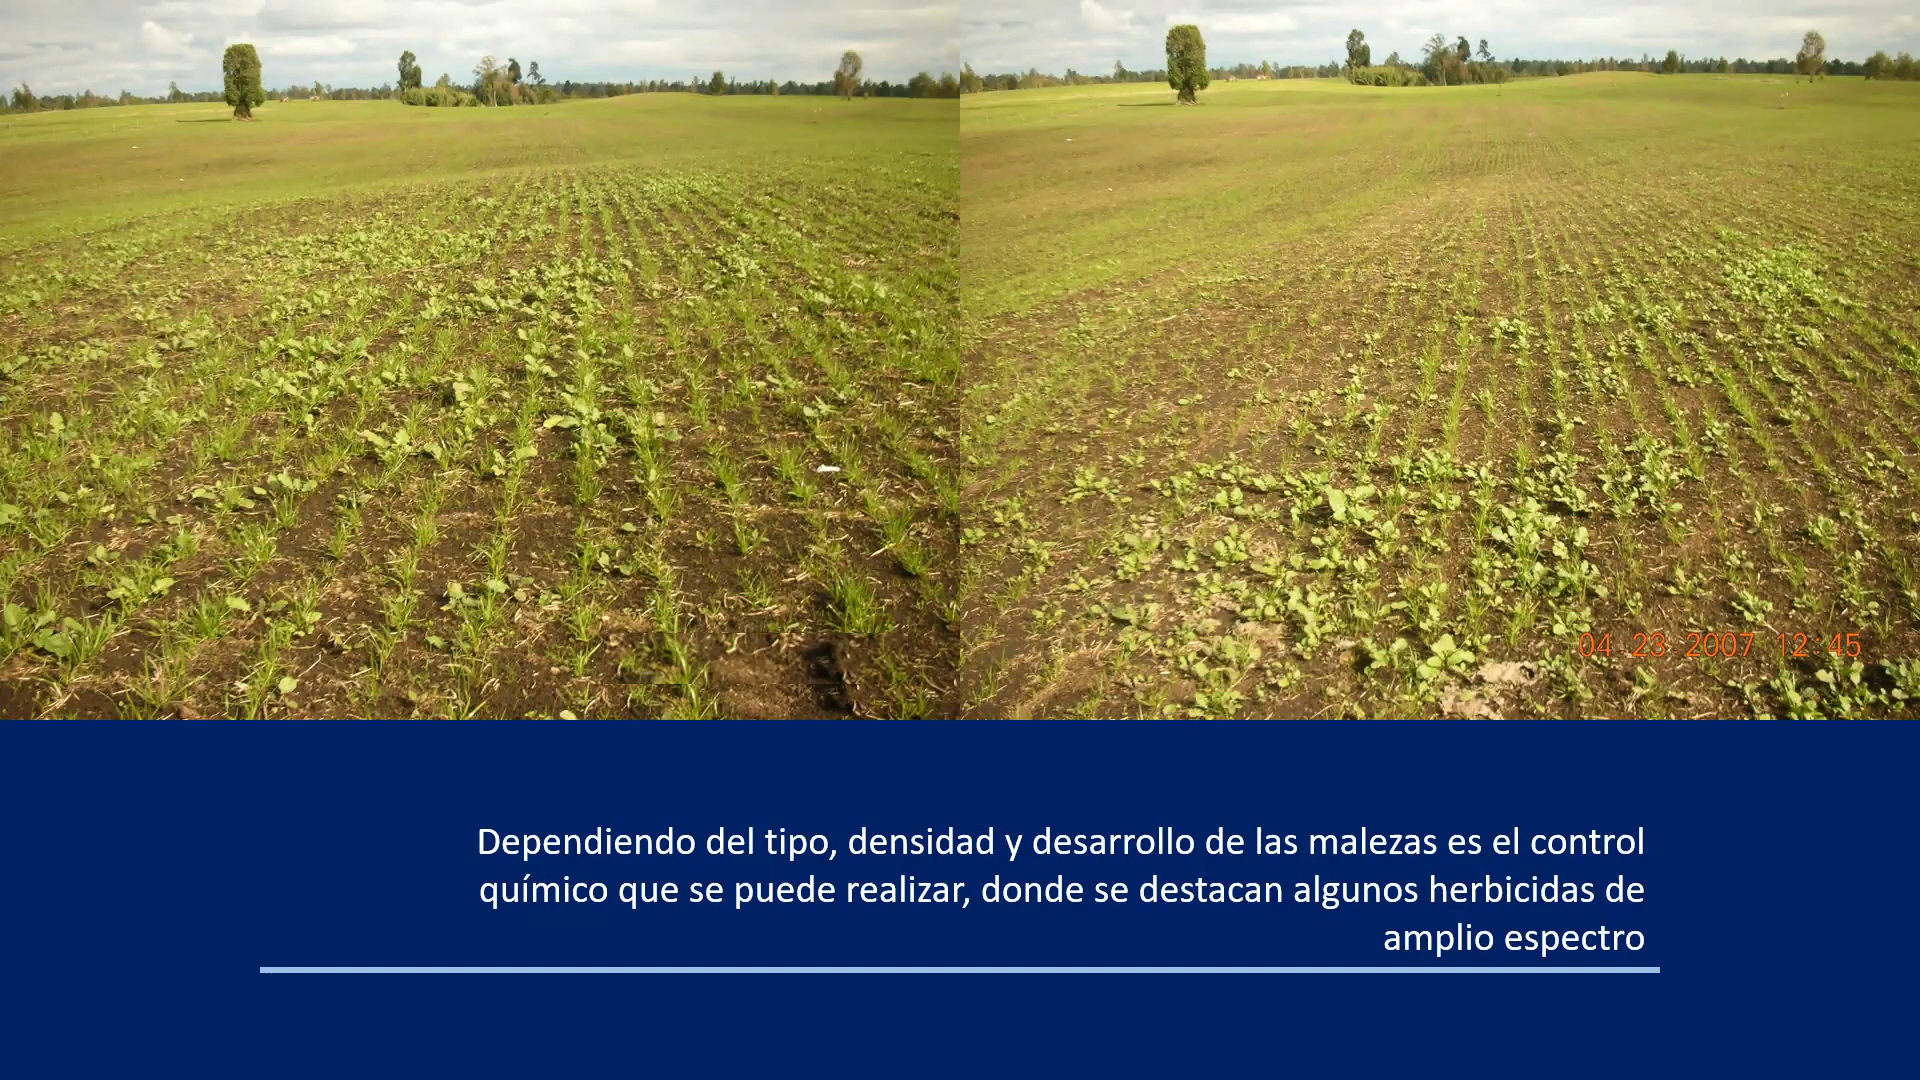 04 23 2007 12 45
Dependiendo del tipo, densidad y desarrollo de las malezas es el control
químico que se puede realizar, donde se destacan algunos herbicidas de
amplio espectro